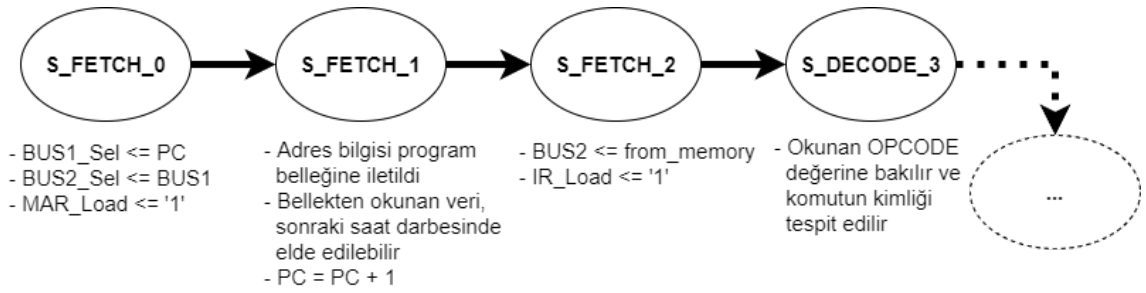 S_FETCH_0
S_FETCH_1
S_FETCH_2
S_DECODE_3
- BUS1_Sel <= PC
- BUS2_Sel <= BUS1
- MAR_Load <= '1'
- Adres bilgisi program
belleğine iletildi
- Bellekten okunan veri,
sonraki saat darbesinde
elde edilebilir
- PC = PC + 1
- BUS2 <= from_memory
- IR_Load <= '1'
- Okunan OPCODE
değerine bakılır ve
komutun kimliği
tespit edilir
...